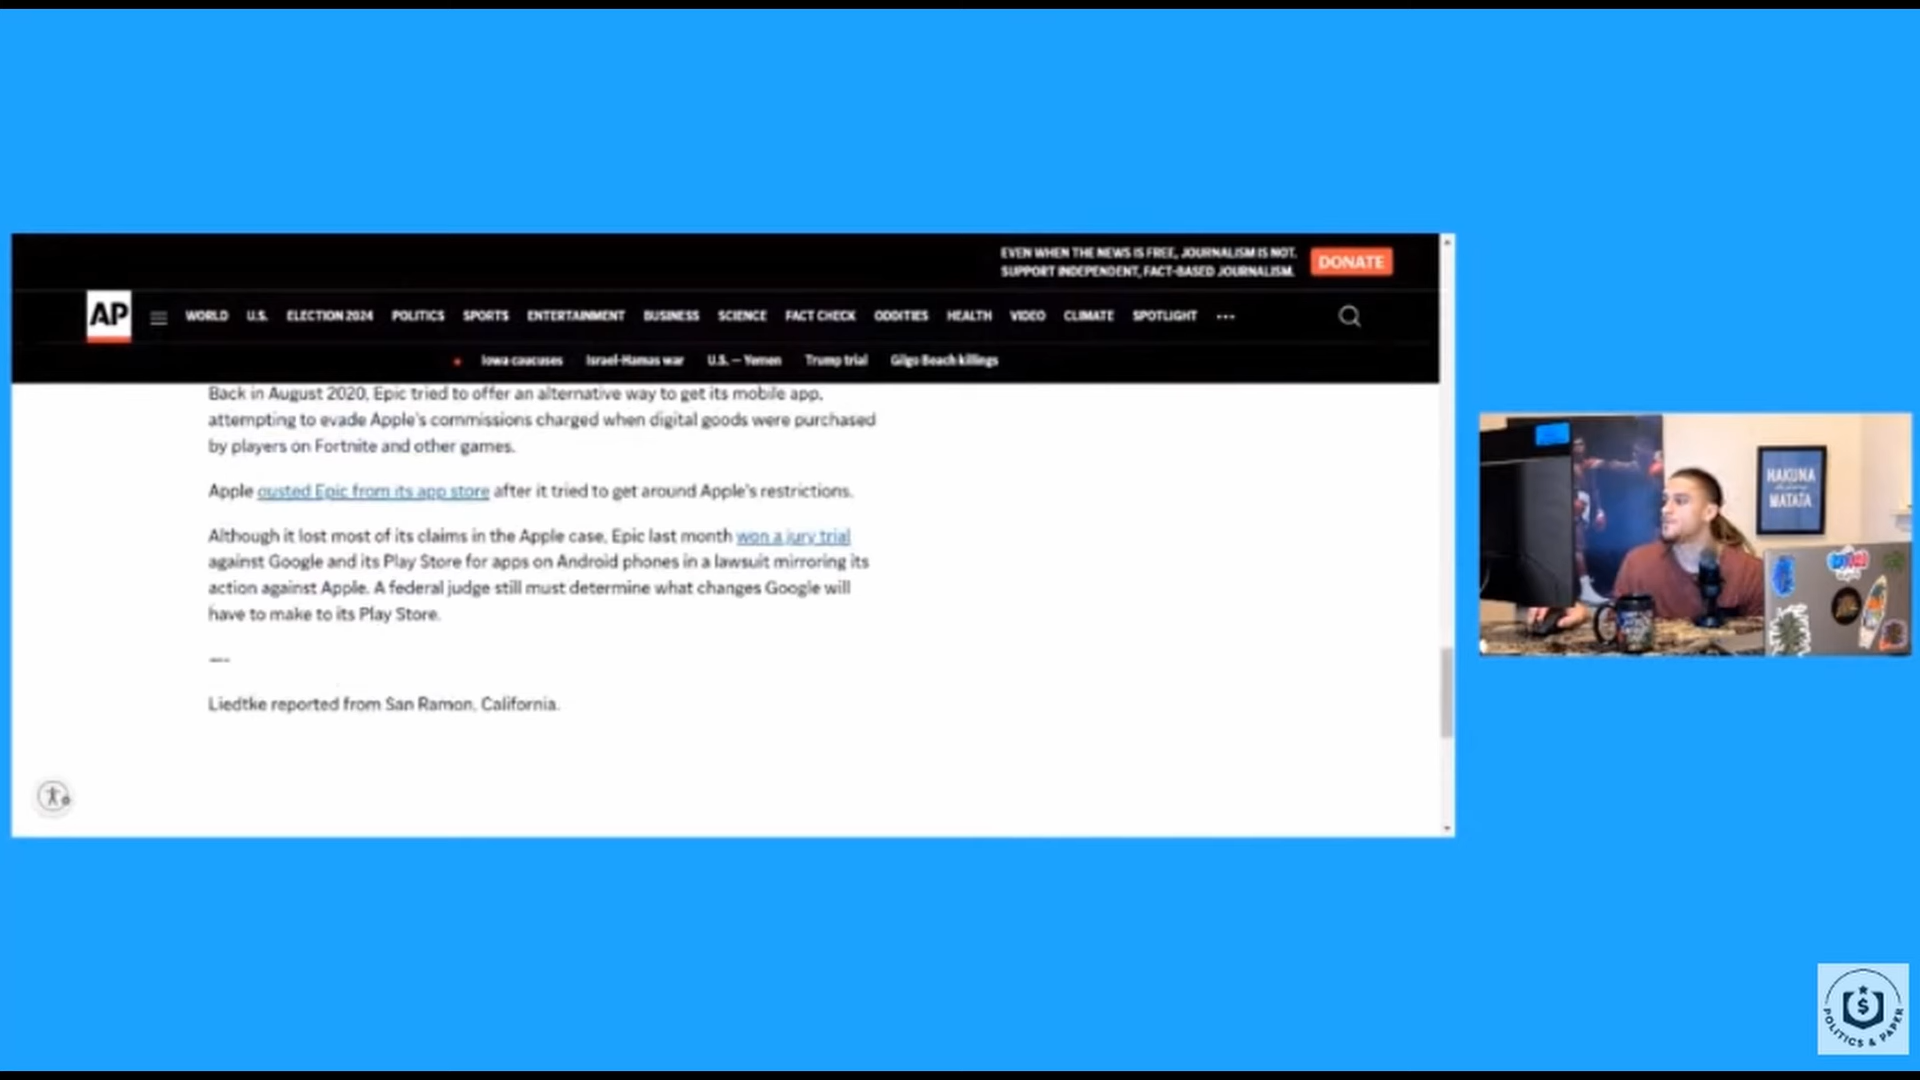 EVEN WHEN THE NEWS IS FREE, JOURNALISM IS NOT.
SUPPORT INDEPENDENT, FACT-BASED JOURNALISM.
DONATE
AP
WORLD U.S. ELECTION 2024 POLITICS SPORTS ENTERTAINMENT BUSINESS SCIENCE FACT CHECK ODDITIES HEALTH VIDEO CLIMATE SPOTLIGHT ...
Iowa caucuses Israel-Hamas war U.S. — Yemen Trump trial Gilgo Beach killings
Back in August 2020, Epic tried to offer an alternative way to get its mobile app,
attempting to evade Apple's commissions charged when digital goods were purchased
by players on Fortnite and other games.
Apple ousted Epic from its app store after it tried to get around Apple's restrictions.
Although it lost most of its claims in the Apple case, Epic last month won a jury trial
against Google and its Play Store for apps on Android phones in a lawsuit mirroring its
action against Apple. A federal judge still must determine what changes Google will
have to make to its Play Store.
—-
Liedtke reported from San Ramon, California.
HAKUNA
MATATA
$
POLITICS & PAPER